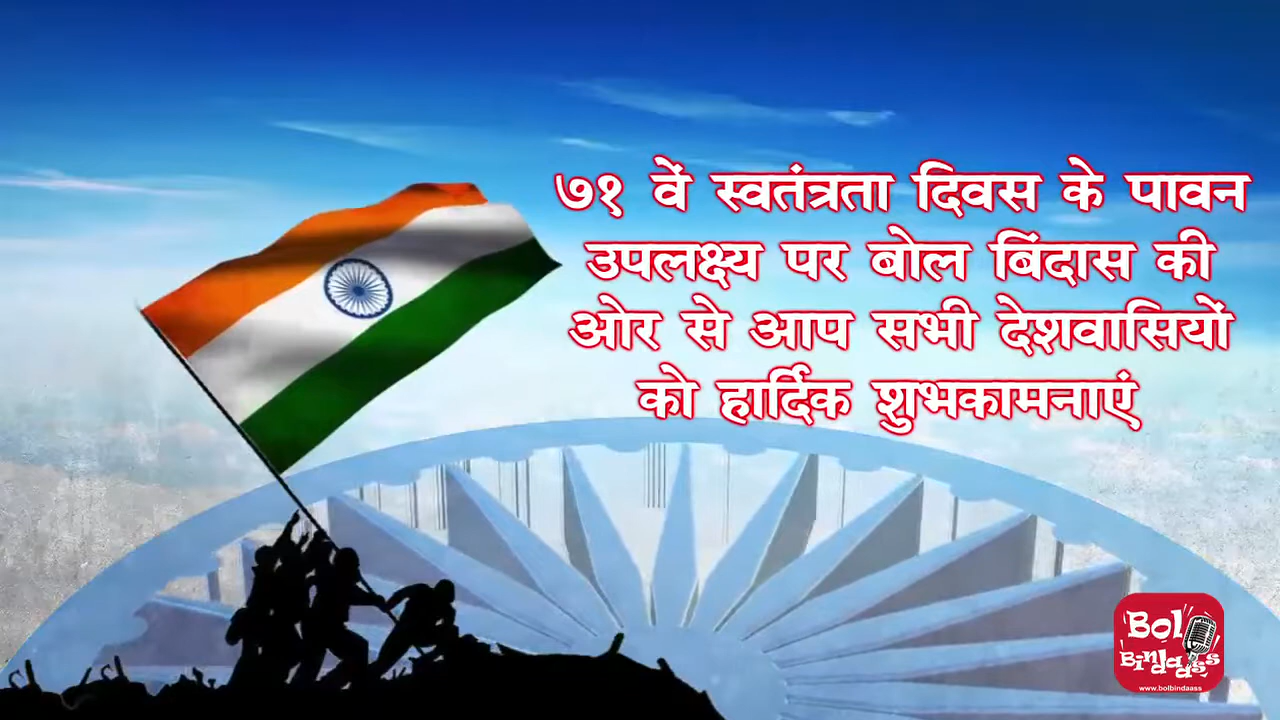 ७१ वें स्वतंत्रता दिवस के पावन
उपलक्ष्य पर बोल बिंदास की
ओर से आप सभी देशवासियों
को हार्दिक शुभकामनाएं
Bol
Bindaass
www.bolbindaass